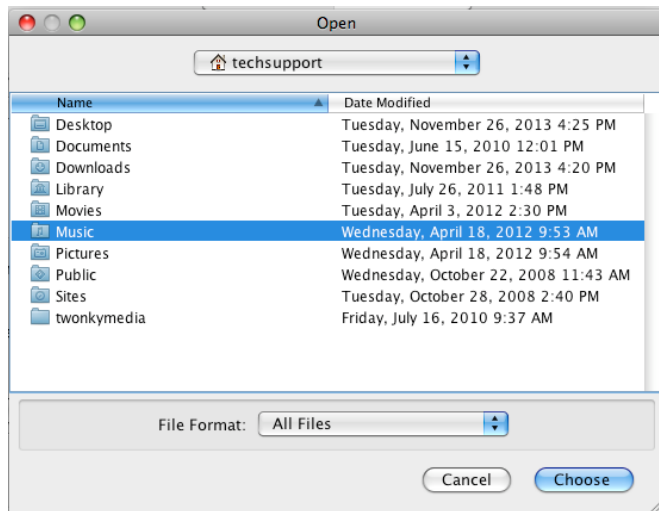 Open
techsupport
Name Date Modified
Desktop Tuesday, November 26, 2013 4:25 PM
Documents Tuesday, June 15, 2010 12:01 PM
Downloads Tuesday, November 26, 2013 4:20 PM
Library Tuesday, July 26, 2011 1:48 PM
Movies Tuesday, April 3, 2012 2:30 PM
Music Wednesday, April 18, 2012 9:53 AM
Pictures Wednesday, April 18, 2012 9:54 AM
Public Wednesday, October 22, 2008 11:43 AM
Sites Tuesday, October 28, 2008 2:40 PM
twonkymedia Friday, July 16, 2010 9:37 AM
File Format: All Files
Cancel Choose